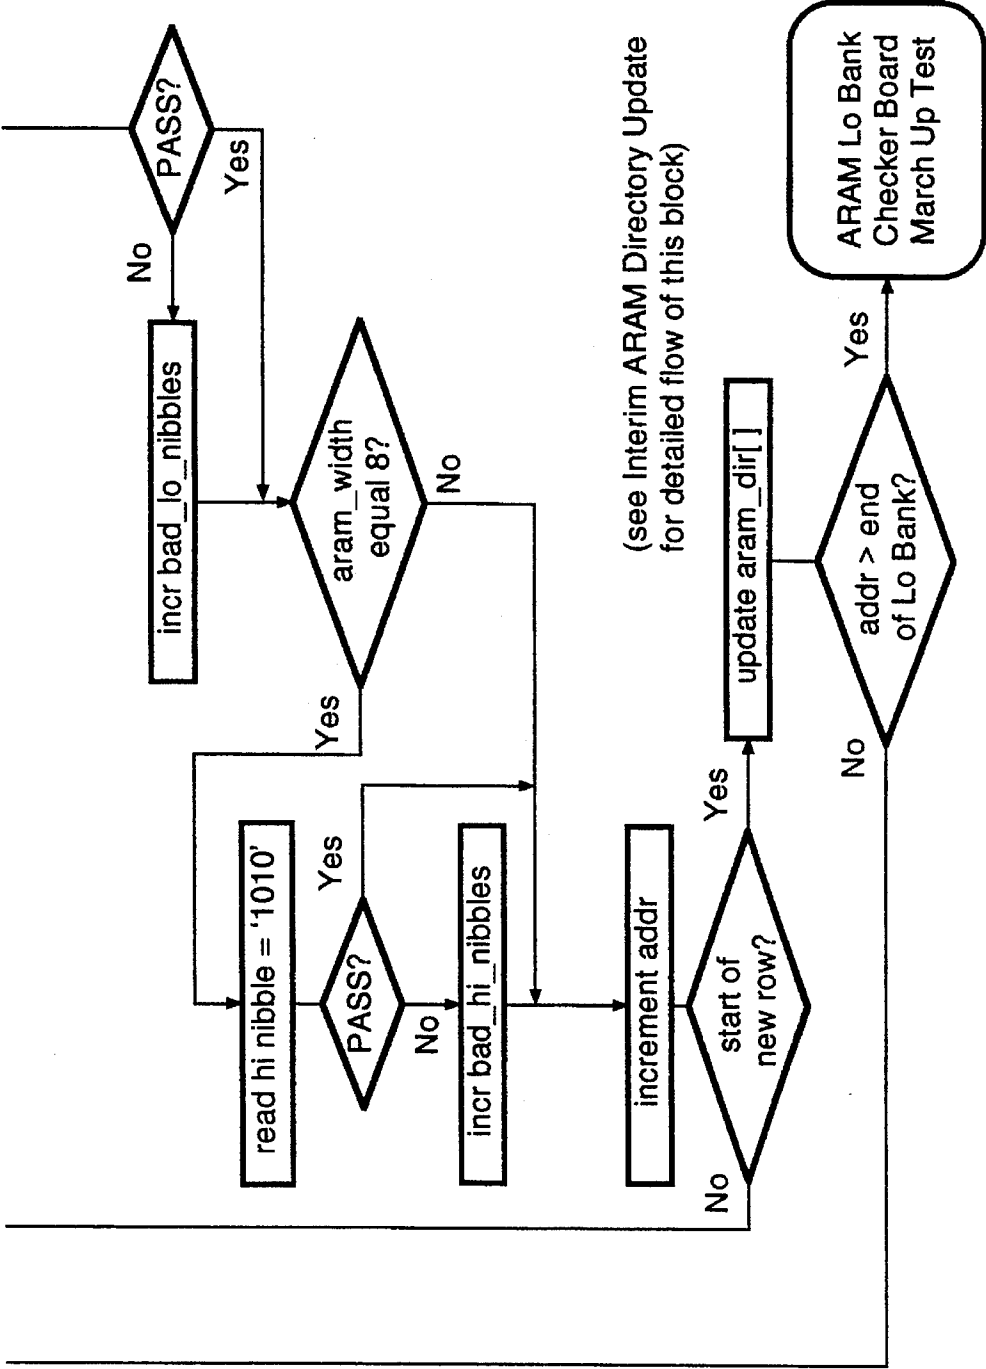 PASS?
No
Yes
incr bad_lo_nibbles
aram_width
equal 8?
Yes
No
read hi nibble = ‘1010’
PASS?
Yes
No
incr bad_hi_nibbles
increment addr
start of
new row?
No
Yes
(see Interim ARAM Directory Update
for detailed flow of this block)
update aram_dir[ ]
addr > end
of Lo Bank?
No
Yes
ARAM Lo Bank
Checker Board
March Up Test